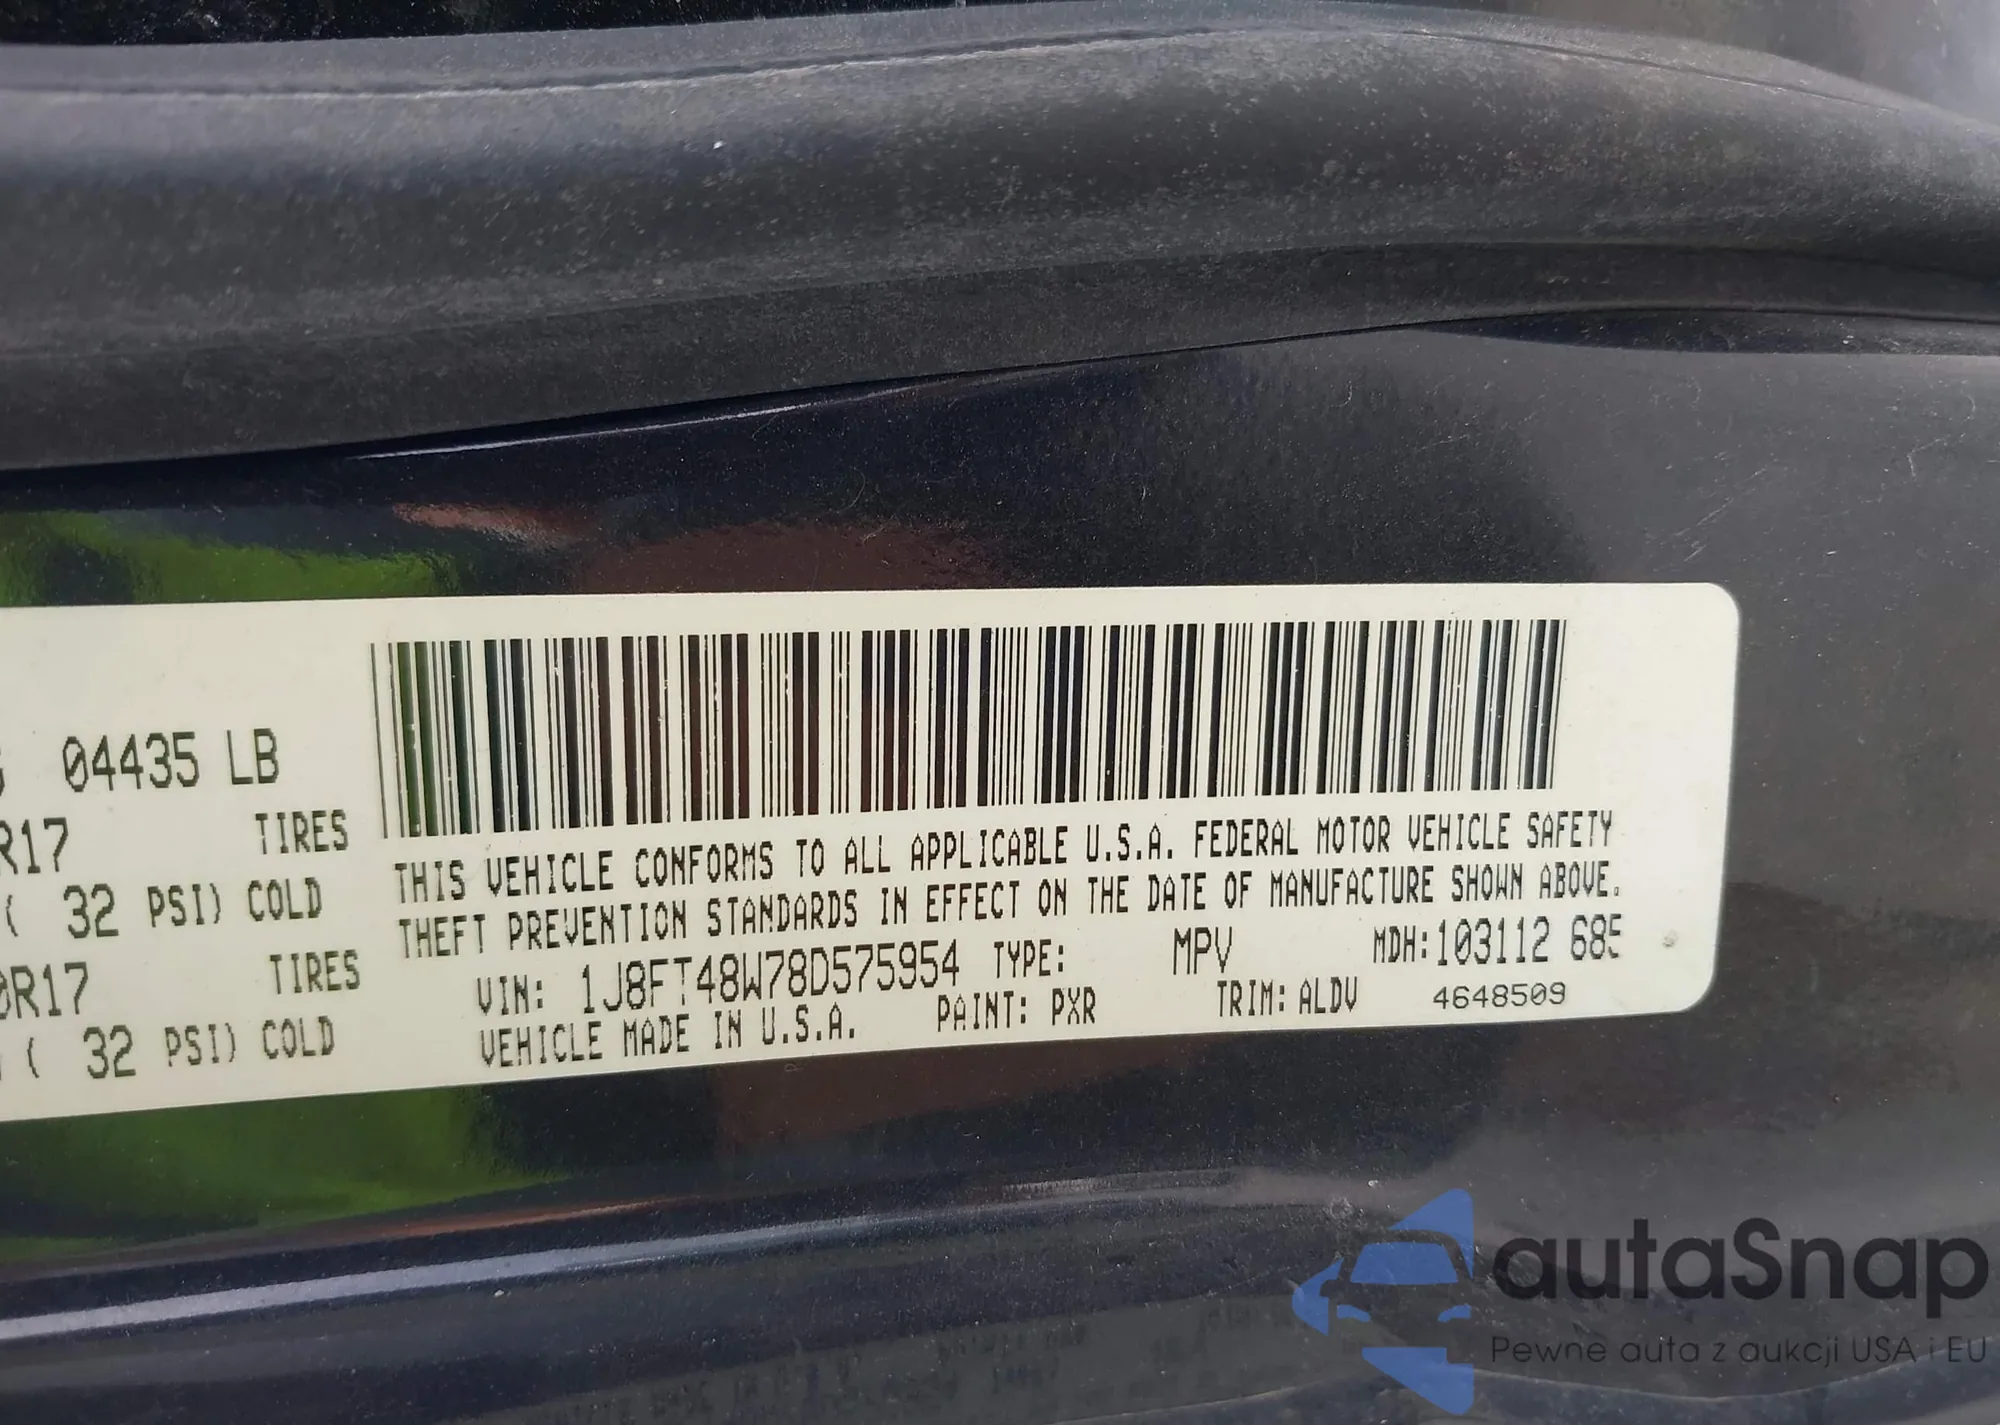 04435 LB
R17 TIRES
( 32 PSI) COLD
0R17 TIRES
( 32 PSI) COLD
THIS VEHICLE CONFORMS TO ALL APPLICABLE U.S.A. FEDERAL MOTOR VEHICLE SAFETY
THEFT PREVENTION STANDARDS IN EFFECT ON THE DATE OF MANUFACTURE SHOWN ABOVE.
VIN: 1J8FT48W78D575954 TYPE: MPV MDH:103112 685
VEHICLE MADE IN U.S.A. PAINT: PXR TRIM: ALDV 4648509
autaSnap
Pewne auta z aukcji USA i EU